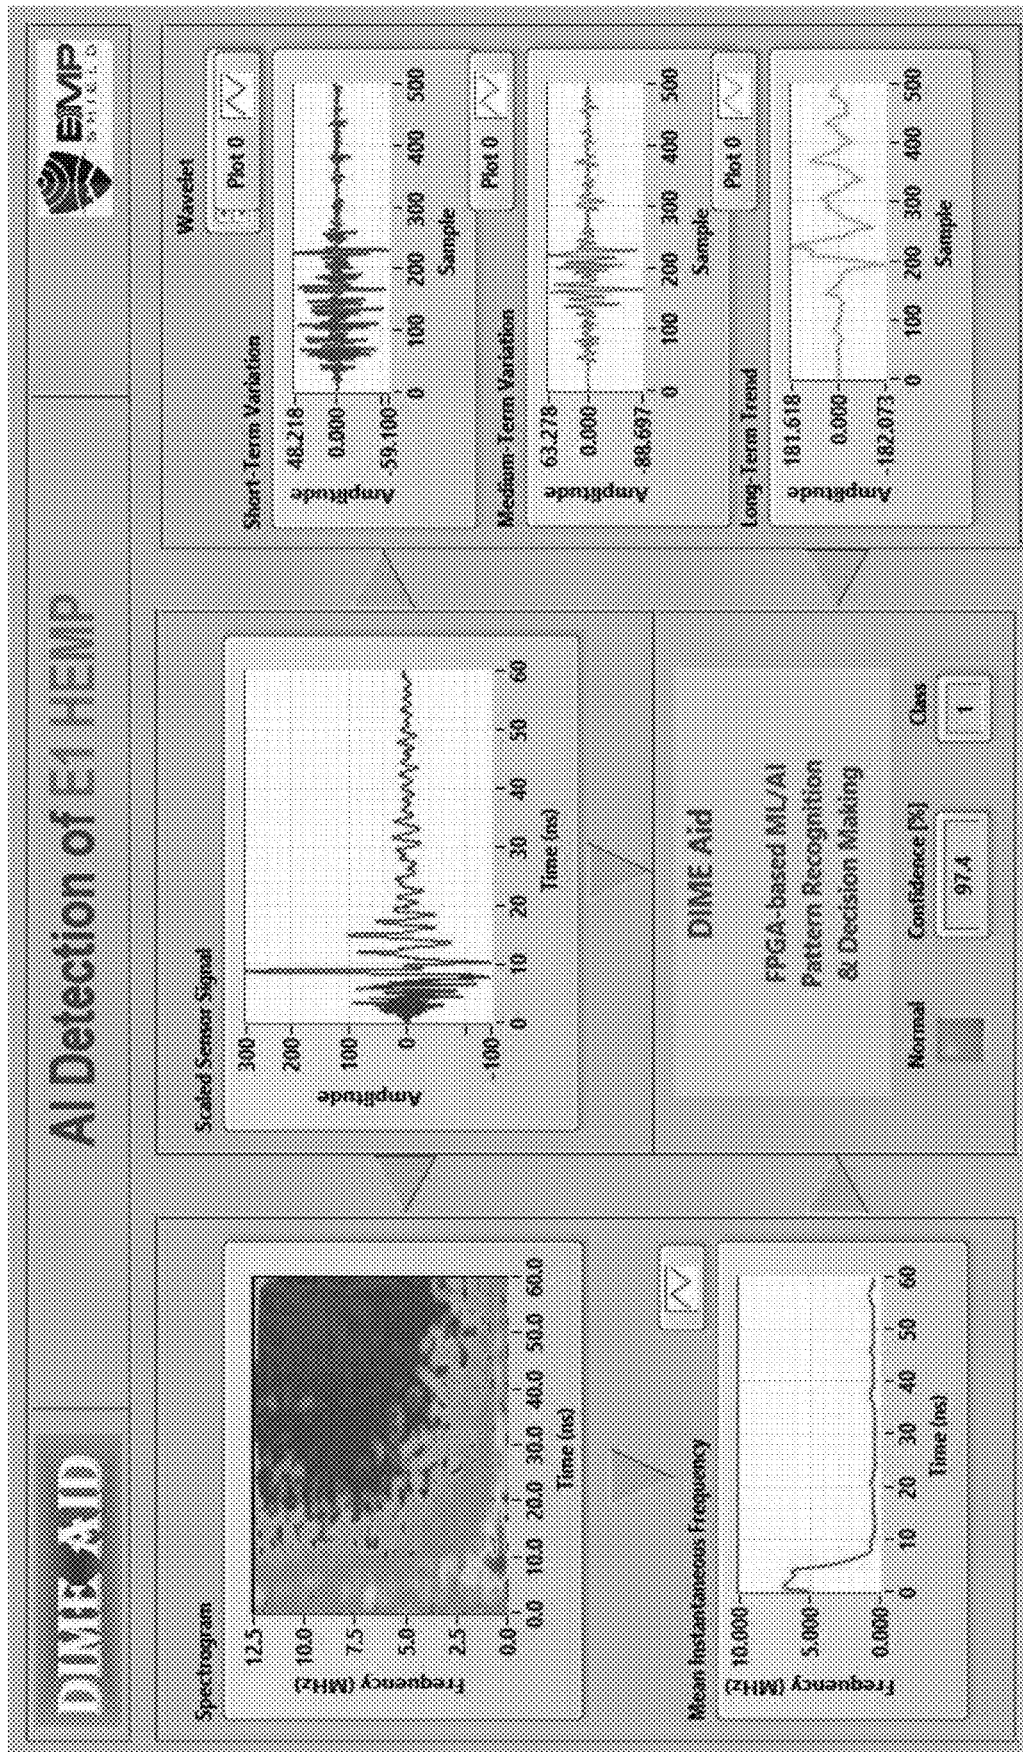 DIME AID
AI Detection of E1 HEMP
EMP
SHIELD
Spectrogram
Frequency (MHz)
12.5
10.0
7.5
5.0
2.5
0.0
0.0 10.0 20.0 30.0 40.0 50.0 60.0
Time (ns)
Mean Instantaneous Frequency
Frequency (MHz)
10.000
5.000
0.000
0 10 20 30 40 50 60
Time (ns)
Scaled Sensor Signal
Amplitude
300
200
100
0
-100
0 10 20 30 40 50 60
Time (ns)
DIME Aid
FPGA-based ML/AI
Pattern Recognition
& Decision Making
Normal Confidence [%] Class
97.4 1
Wavelet
Short-Term Variation
Plot 0
Amplitude
48.218
0.000
-59.100
0 100 200 300 400 500
Sample
Medium-Term Variation
Plot 0
Amplitude
63.278
0.000
-88.697
0 100 200 300 400 500
Sample
Long-Term Trend
Plot 0
Amplitude
181.618
0.000
-182.073
0 100 200 300 400 500
Sample